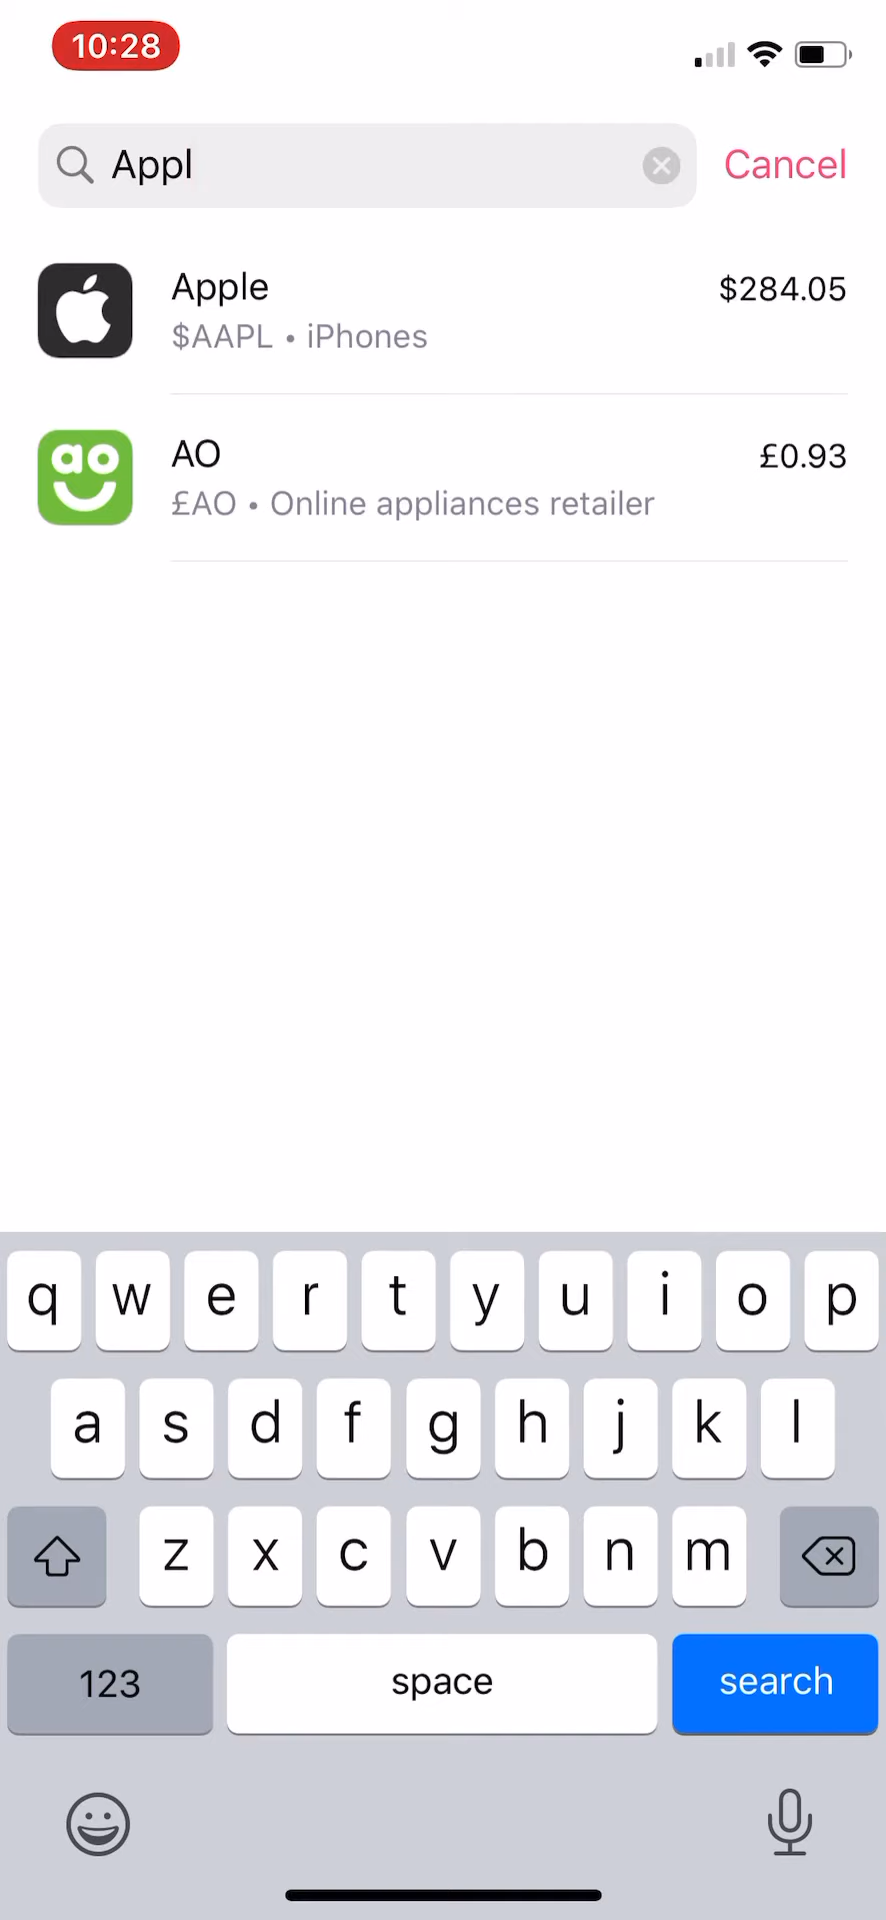 10:28
Appl
Cancel
Apple
$284.05
$AAPL • iPhones
ao
AO
£0.93
£AO • Online appliances retailer
q w e r t y u i o p
a s d f g h j k l
z x c v b n m
123 space search